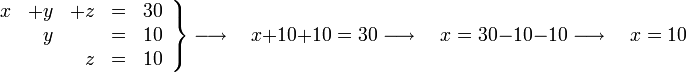 x + y + z = 30
y = 10 } ⟶ x+10+10 = 30 ⟶ x = 30−10−10 ⟶ x = 10
z = 10